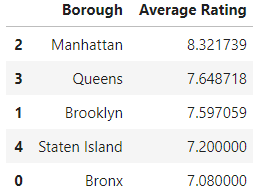 Borough Average Rating
2 Manhattan 8.321739
3 Queens 7.648718
1 Brooklyn 7.597059
4 Staten Island 7.200000
0 Bronx 7.080000